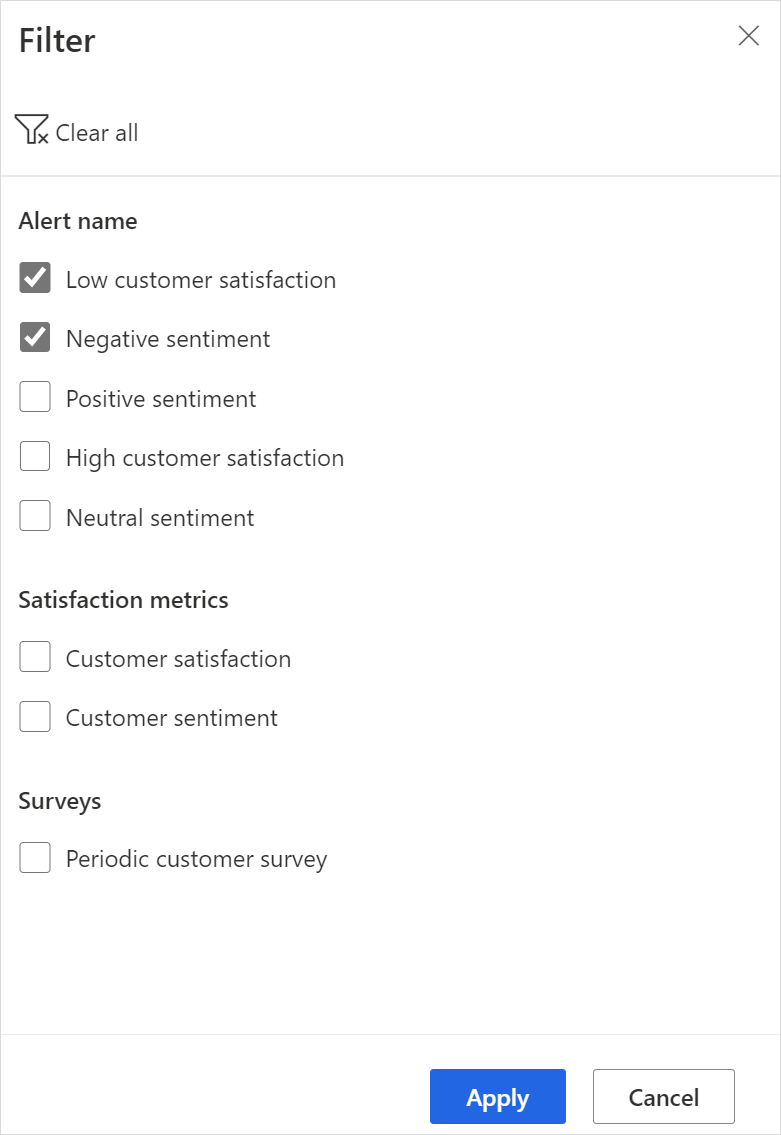 Filter
Clear all
Alert name
Low customer satisfaction
Negative sentiment
Positive sentiment
High customer satisfaction
Neutral sentiment
Satisfaction metrics
Customer satisfaction
Customer sentiment
Surveys
Periodic customer survey
Apply Cancel